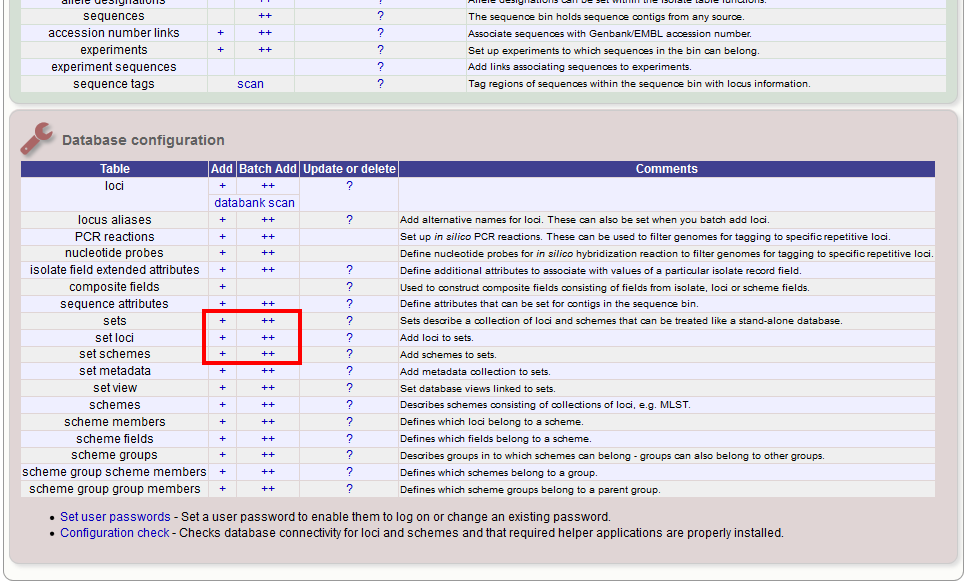 allele designations ++ ? Allele designations can be set within the isolate table functions.
sequences ++ ? The sequence bin holds sequence contigs from any source.
accession number links + ++ ? Associate sequences with Genbank/EMBL accession number.
experiments + ++ ? Set up experiments to which sequences in the bin can belong.
experiment sequences ? Add links associating sequences to experiments.
sequence tags scan ? Tag regions of sequences within the sequence bin with locus information.
Database configuration
Table Add Batch Add Update or delete Comments
loci + ++ ?
databank scan
locus aliases + ++ ? Add alternative names for loci. These can also be set when you batch add loci.
PCR reactions + ++ Set up in silico PCR reactions. These can be used to filter genomes for tagging to specific repetitive loci.
nucleotide probes + ++ Define nucleotide probes for in silico hybridization reaction to filter genomes for tagging to specific repetitive loci.
isolate field extended attributes + ++ ? Define additional attributes to associate with values of a particular isolate record field.
composite fields + ? Used to construct composite fields consisting of fields from isolate, loci or scheme fields.
sequence attributes + ++ ? Define attributes that can be set for contigs in the sequence bin.
sets + ++ ? Sets describe a collection of loci and schemes that can be treated like a stand-alone database.
set loci + ++ ? Add loci to sets.
set schemes + ++ ? Add schemes to sets.
set metadata + ++ ? Add metadata collection to sets.
set view + ++ ? Set database views linked to sets.
schemes + ++ ? Describes schemes consisting of collections of loci, e.g. MLST.
scheme members + ++ ? Defines which loci belong to a scheme.
scheme fields + ++ ? Defines which fields belong to a scheme.
scheme groups + ++ ? Describes groups in to which schemes can belong - groups can also belong to other groups.
scheme group scheme members + ++ ? Defines which schemes belong to a group.
scheme group group members + ++ ? Defines which scheme groups belong to a parent group.
• Set user passwords - Set a user password to enable them to log on or change an existing password.
• Configuration check - Checks database connectivity for loci and schemes and that required helper applications are properly installed.